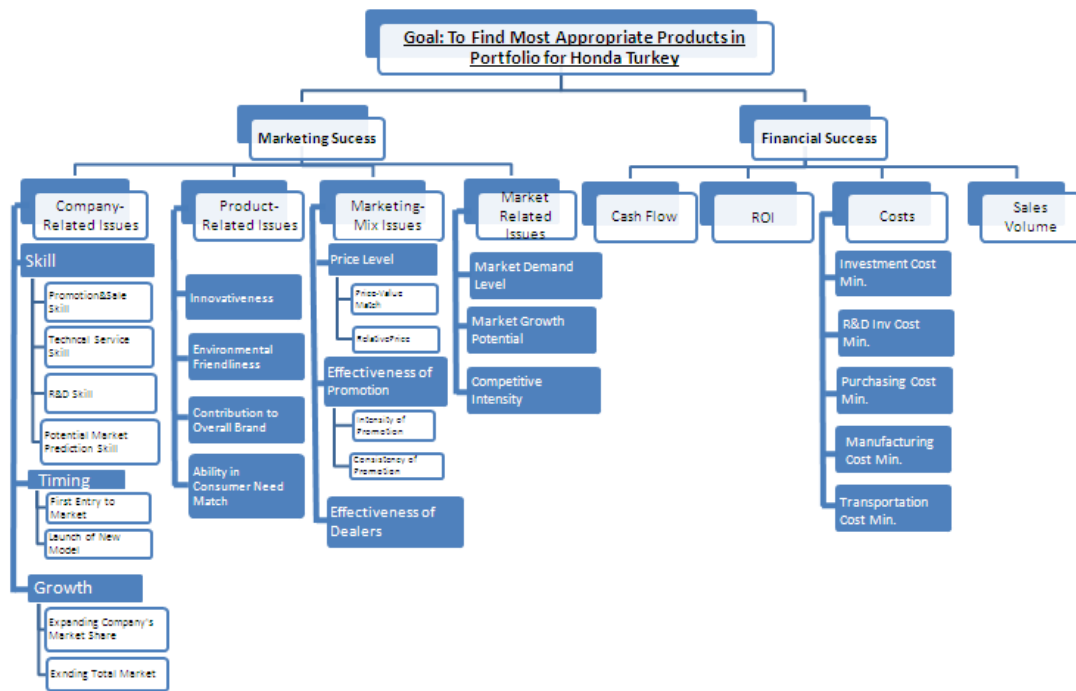 Goal: To Find Most Appropriate Products in
Portfolio for Honda Turkey
Marketing Sucess
Financial Success
Company-
Related Issues
Product-
Related Issues
Marketing-
Mix Issues
Market
Related
Issues
Cash Flow
ROI
Costs
Sales
Volume
Skill
Promotion&Sale
Skill
Techncal Service
Skill
R&D Skill
Potential Market
Prediction Skill
Timing
First Entry to
Market
Launch of New
Model
Growth
Expanding Company's
Market Share
Exnding Total Market
Innovativeness
Environmental
Friendliness
Contribution to
Overall Brand
Ability in
Consumer Need
Match
Price Level
Price-Value
Match
RelativePrice
Effectiveness of
Promotion
Intensity of
Promotion
Consistency of
Promotion
Effectiveness of
Dealers
Market Demand
Level
Market Growth
Potential
Competitive
Intensity
Investment Cost
Min.
R&D Inv Cost
Min.
Purchasing Cost
Min.
Manufacturing
Cost Min.
Transportation
Cost Min.